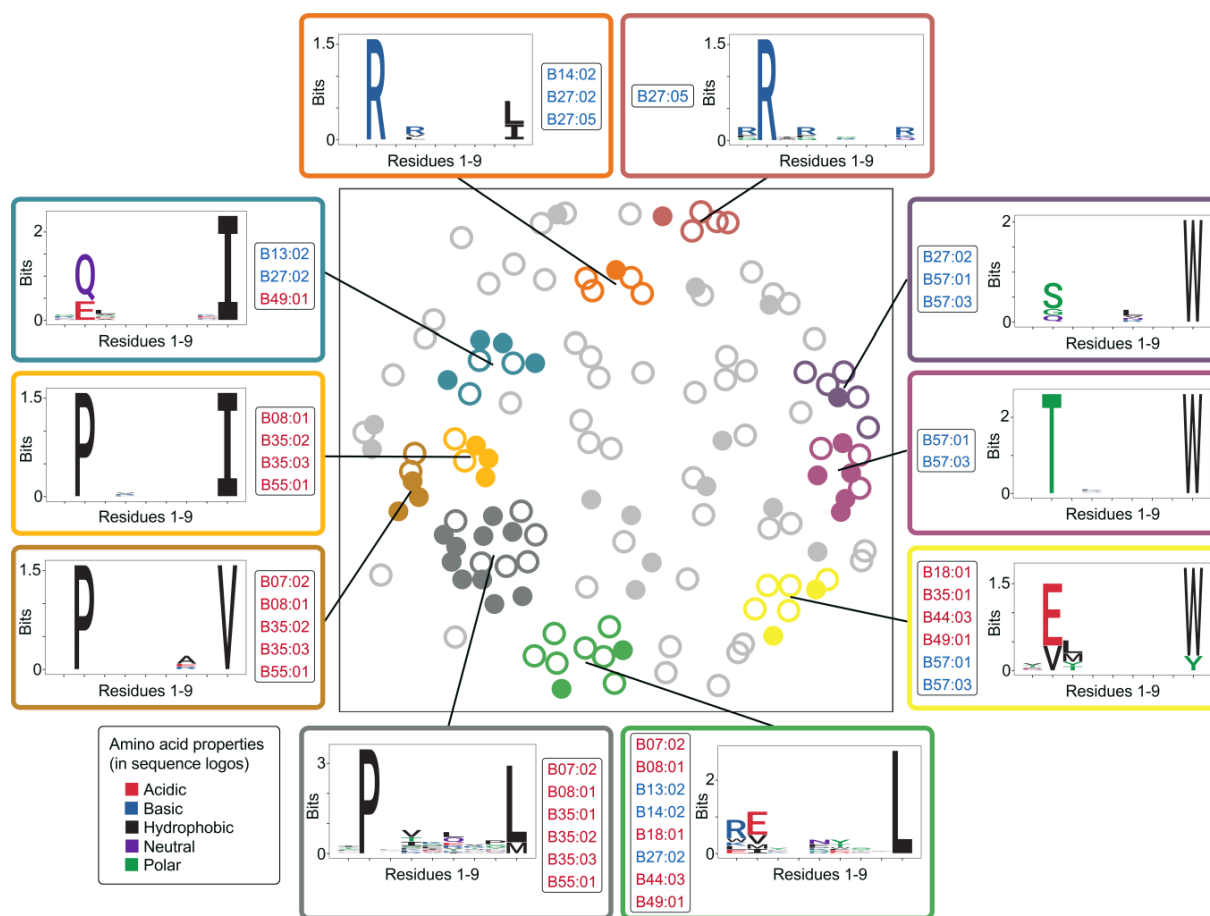 1.5
Bits
0
R
R
L
I
Residues 1-9
B14:02
B27:02
B27:05
B27:05
1.5
Bits
0
R
R
R
R
Residues 1-9
2
Bits
1
0
Q
E
I
Residues 1-9
B13:02
B27:02
B49:01
B27:02
B57:01
B57:03
2
Bits
1
0
S
G
Q
W
Residues 1-9
1.5
Bits
1
0
P
I
Residues 1-9
B08:01
B35:02
B35:03
B55:01
B57:01
B57:03
2
Bits
1
0
T
W
Residues 1-9
1.5
Bits
1
0
P
A
V
Residues 1-9
B07:02
B08:01
B35:02
B35:03
B55:01
B18:01
B35:01
B44:03
B49:01
B57:01
B57:03
1.5
Bits
1
0
E
V
L
M
Y
W
Y
Residues 1-9
Amino acid properties
(in sequence logos)
Acidic
Basic
Hydrophobic
Neutral
Polar
3
Bits
2
0
P
L
M
Residues 1-9
B07:02
B08:01
B35:01
B35:02
B35:03
B55:01
B07:02
B08:01
B13:02
B14:02
B18:01
B27:02
B44:03
B49:01
2
Bits
1
0
R
E
V
N
Y
L
Residues 1-9